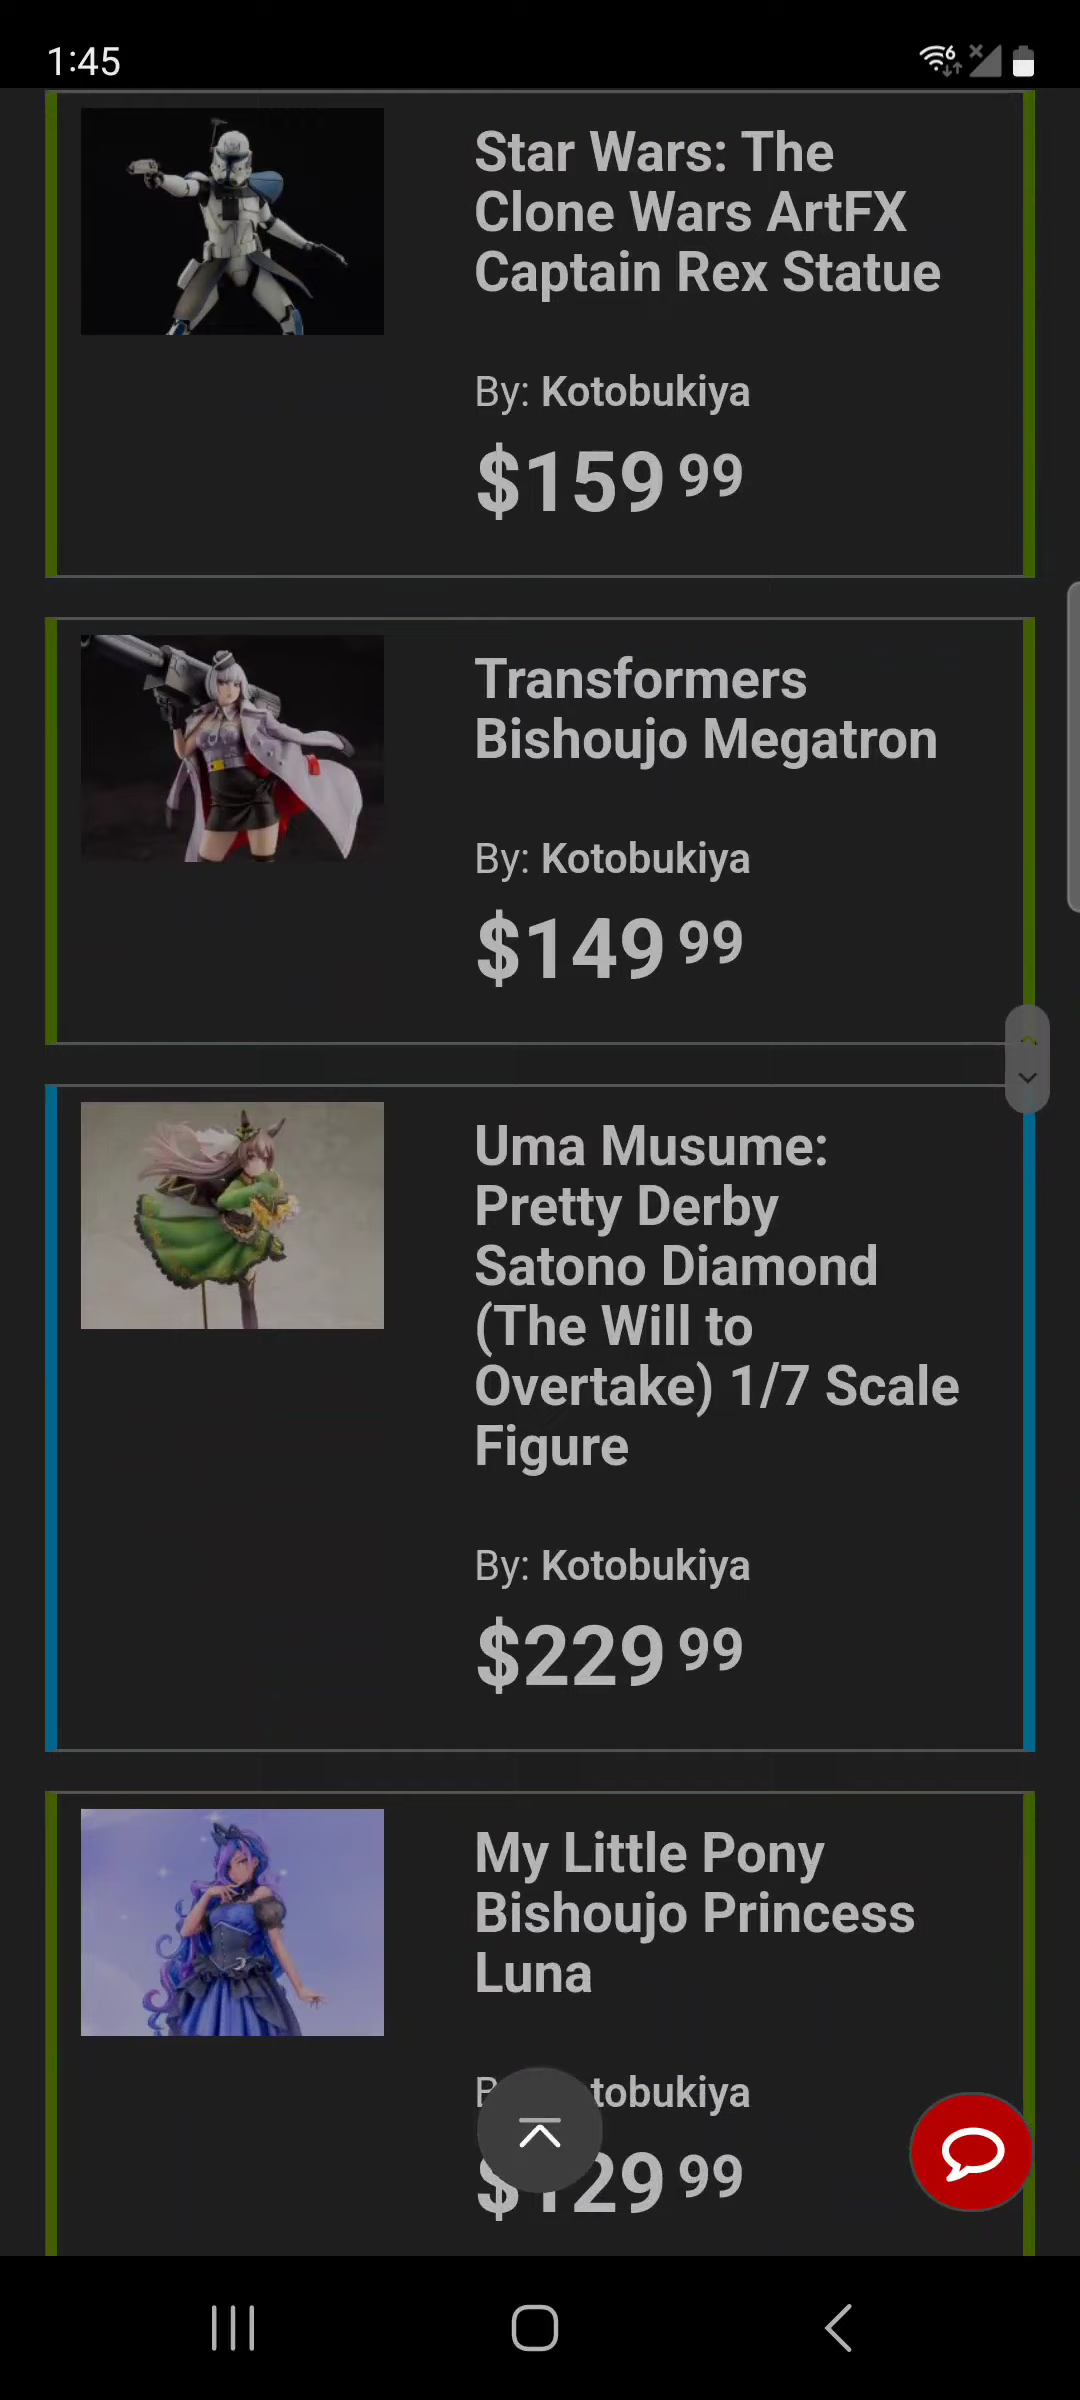 1:45
6
Star Wars: The
Clone Wars ArtFX
Captain Rex Statue
By: Kotobukiya
$159 99
Transformers
Bishoujo Megatron
By: Kotobukiya
$149 99
Uma Musume:
Pretty Derby
Satono Diamond
(The Will to
Overtake) 1/7 Scale
Figure
By: Kotobukiya
$229 99
My Little Pony
Bishoujo Princess
Luna
tobukiya
$129 99